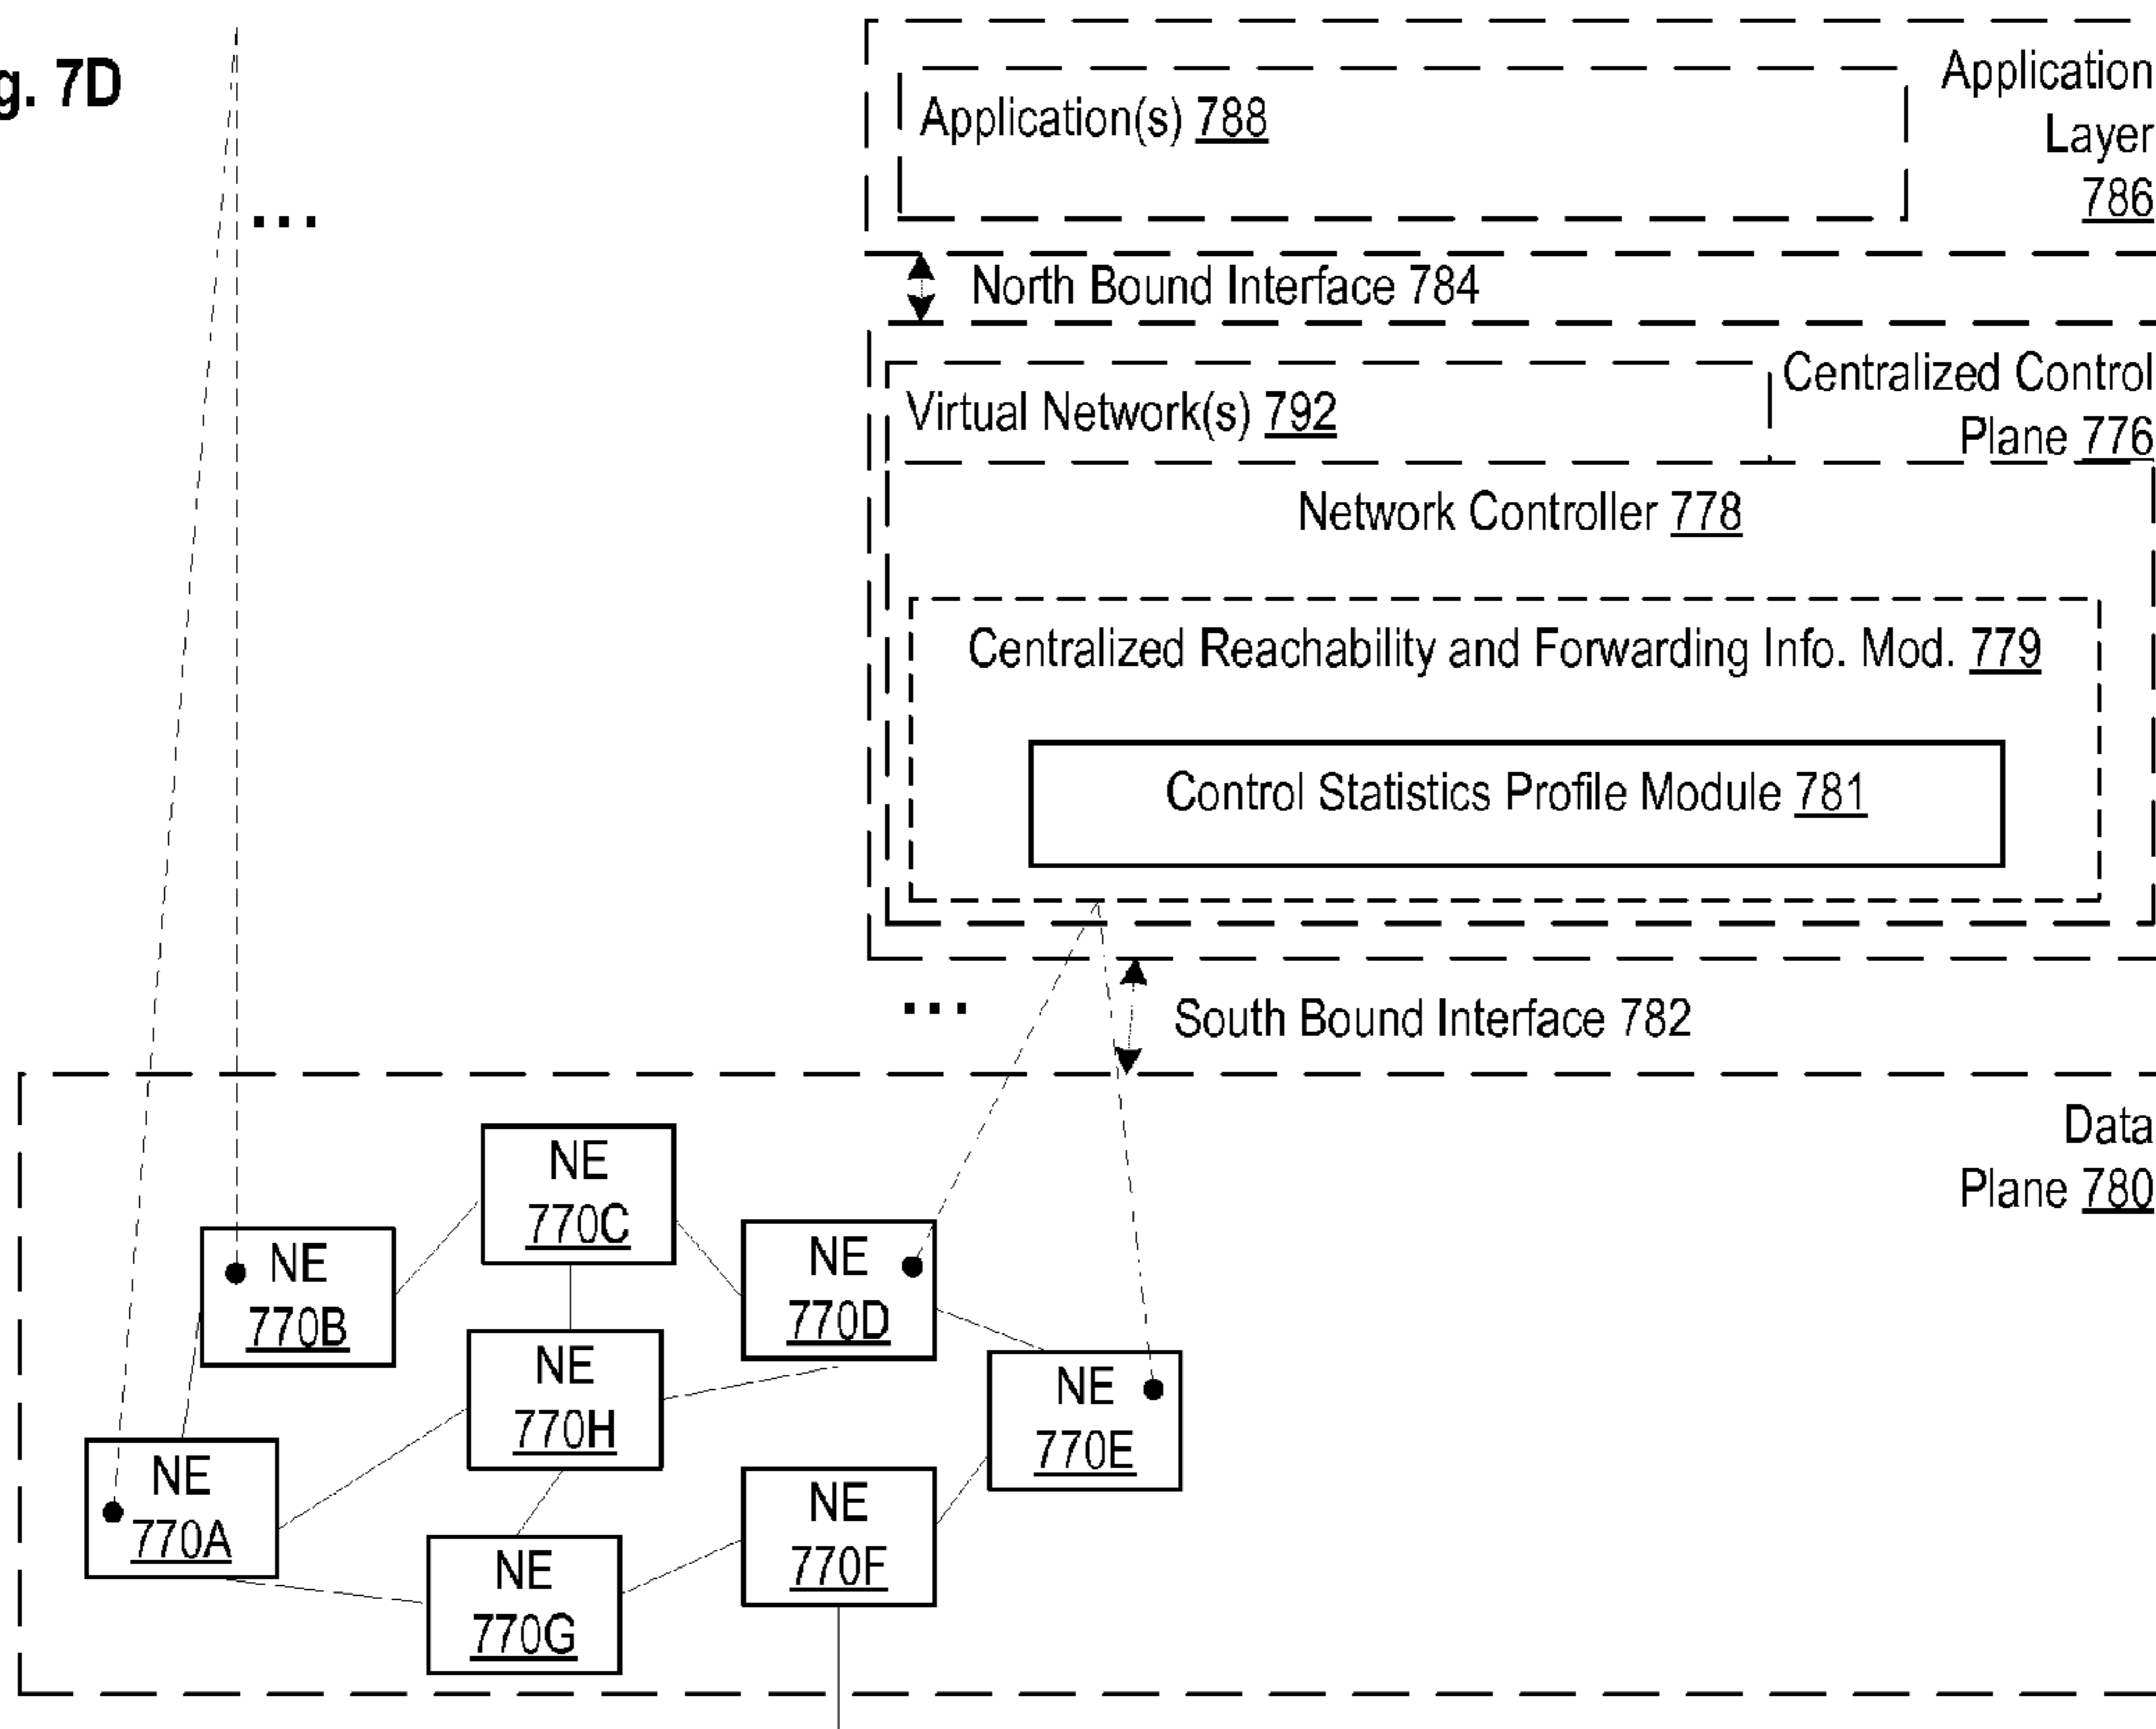 g. 7D
Application
Layer
786
Application(s) 788
North Bound Interface 784
Virtual Network(s) 792
Centralized Control
Plane 776
Network Controller 778
Centralized Reachability and Forwarding Info. Mod. 779
Control Statistics Profile Module 781
...
...
South Bound Interface 782
Data
Plane 780
NE
770C
NE
770B
NE
770D
NE
770H
NE
770E
NE
770A
NE
770F
NE
770G